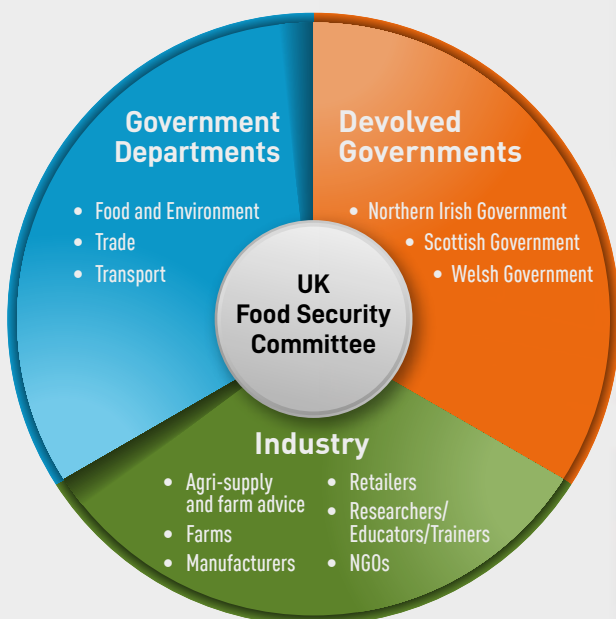 Government
Departments
• Food and Environment
• Trade
• Transport
Devolved
Governments
• Northern Irish Government
• Scottish Government
• Welsh Government
UK
Food Security
Committee
Industry
• Agri-supply
and farm advice
• Farms
• Manufacturers
• Retailers
• Researchers/
Educators/Trainers
• NGOs